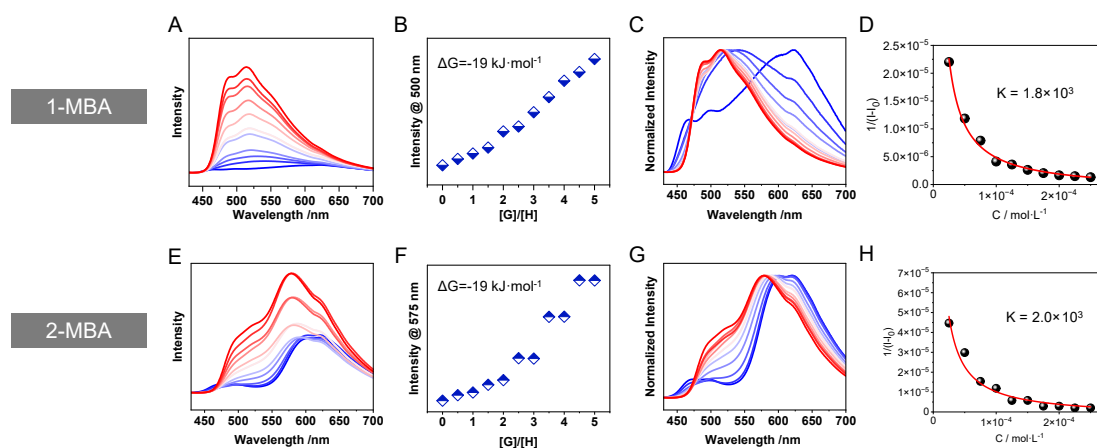 1-MBA
A
Intensity
450 500 550 600 650 700
Wavelength /nm
B
Intensity @ 500 nm
ΔG=-19 kJ·mol⁻¹
0 1 2 3 4 5
[G]/[H]
C
Normalized Intensity
450 500 550 600 650 700
Wavelength /nm
D
1/(I-I₀)
2.5×10⁻⁵
2.0×10⁻⁵
1.5×10⁻⁵
1.0×10⁻⁵
5.0×10⁻⁶
0.0
K = 1.8×10³
1×10⁻⁴ 2×10⁻⁴
C / mol·L⁻¹
2-MBA
E
Intensity
450 500 550 600 650 700
Wavelength /nm
F
Intensity @ 575 nm
ΔG=-19 kJ·mol⁻¹
0 1 2 3 4 5
[G]/[H]
G
Normalized Intensity
450 500 550 600 650 700
Wavelength /nm
H
1/(I-I₀)
7×10⁻⁵
6×10⁻⁵
5×10⁻⁵
4×10⁻⁵
3×10⁻⁵
2×10⁻⁵
1×10⁻⁵
0
K = 2.0×10³
1×10⁻⁴ 2×10⁻⁴
C / mol·L⁻¹